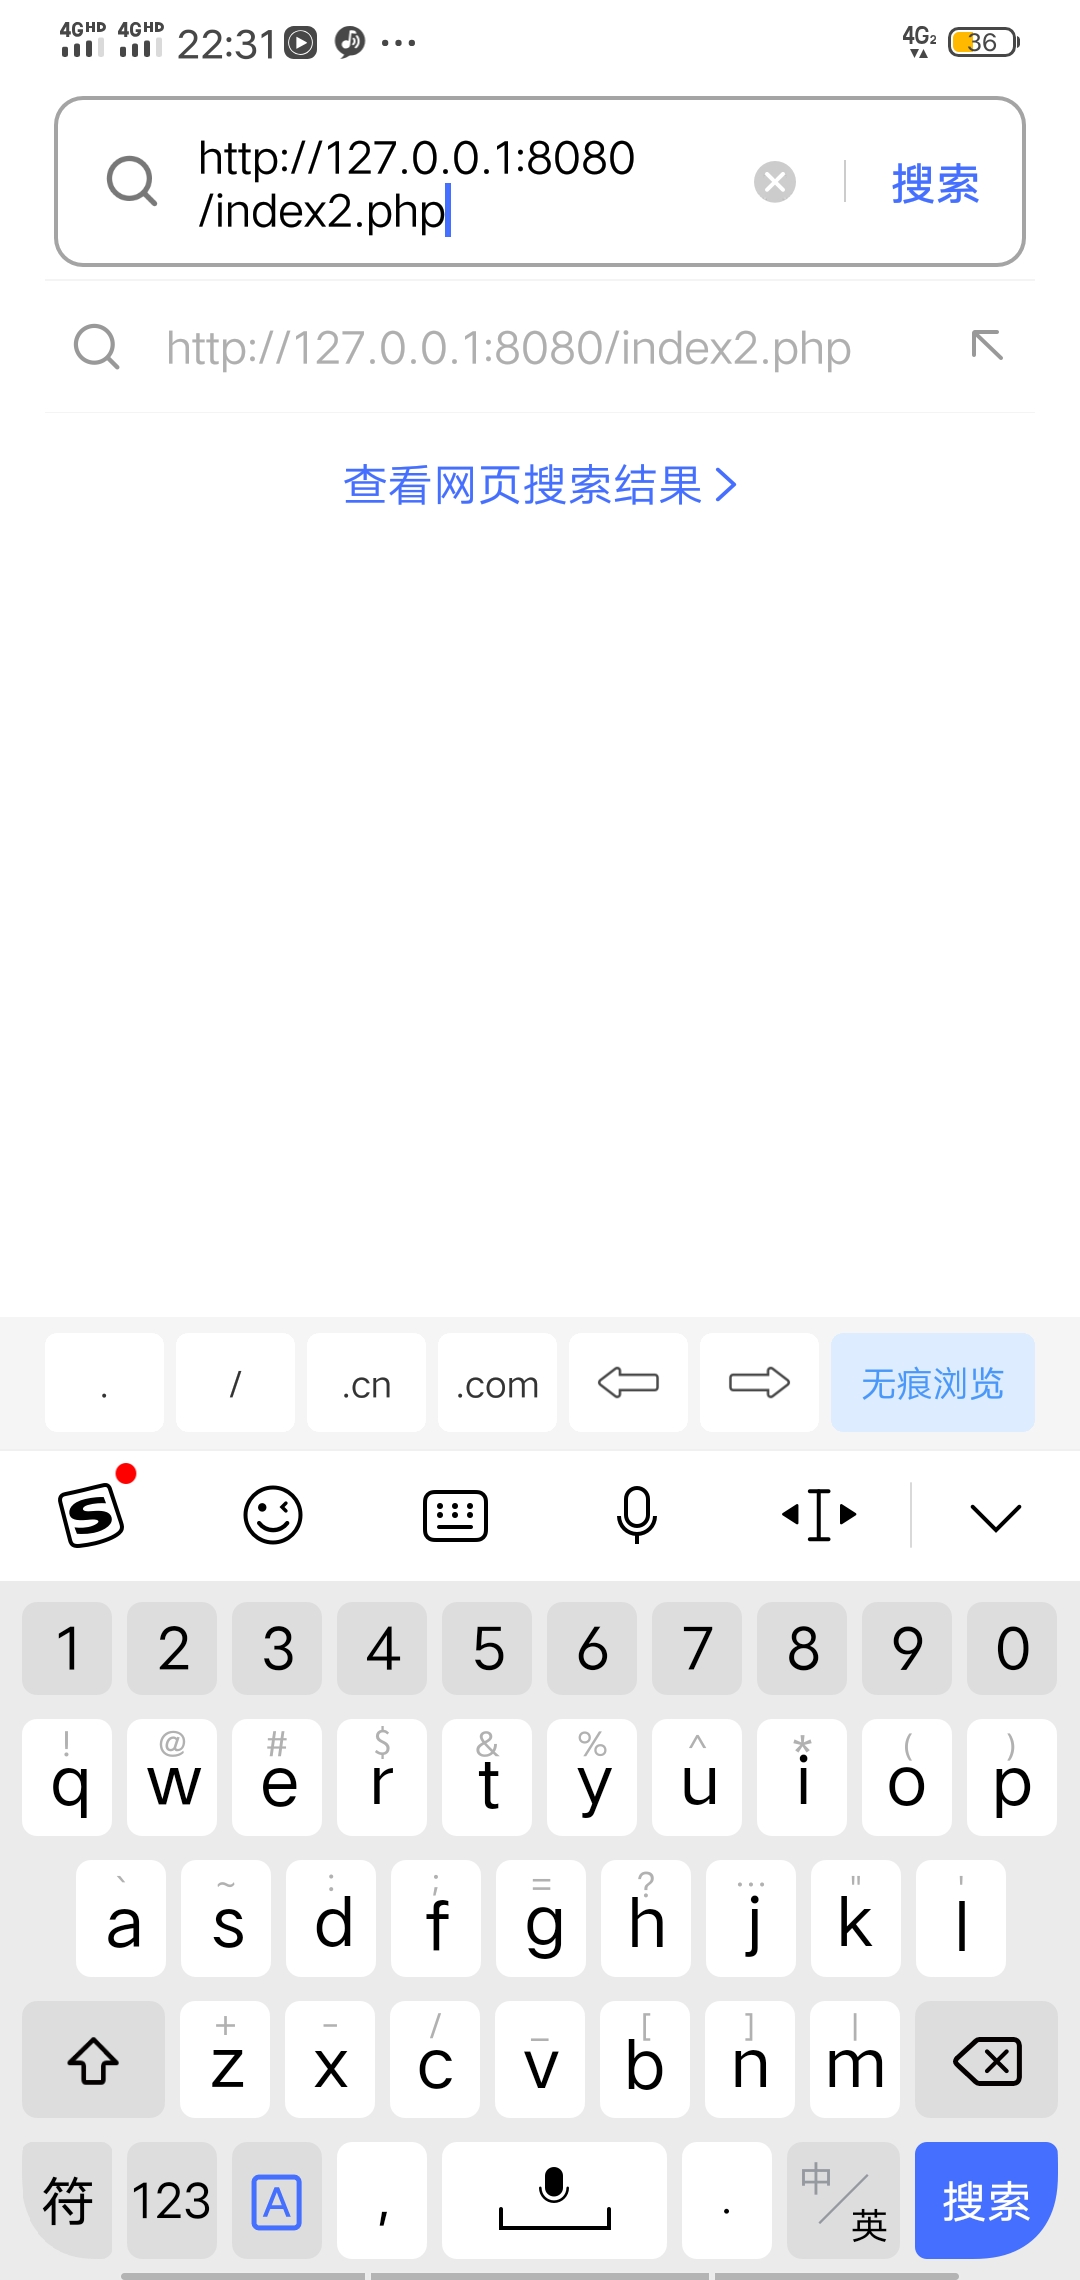 4GHD 4GHD 22:31 ... 4G2 36
http://127.0.0.1:8080
/index2.php
搜索
http://127.0.0.1:8080/index2.php
查看网页搜索结果
. / .cn .com 无痕浏览
1 2 3 4 5 6 7 8 9 0
! @ # $ & % ^ * ( )
q w e r t y u i o p
` ~ : ; = ? ... " '
a s d f g h j k l
+ - / _ [ ] |
z x c v b n m
符 123 A , . 中/英 搜索